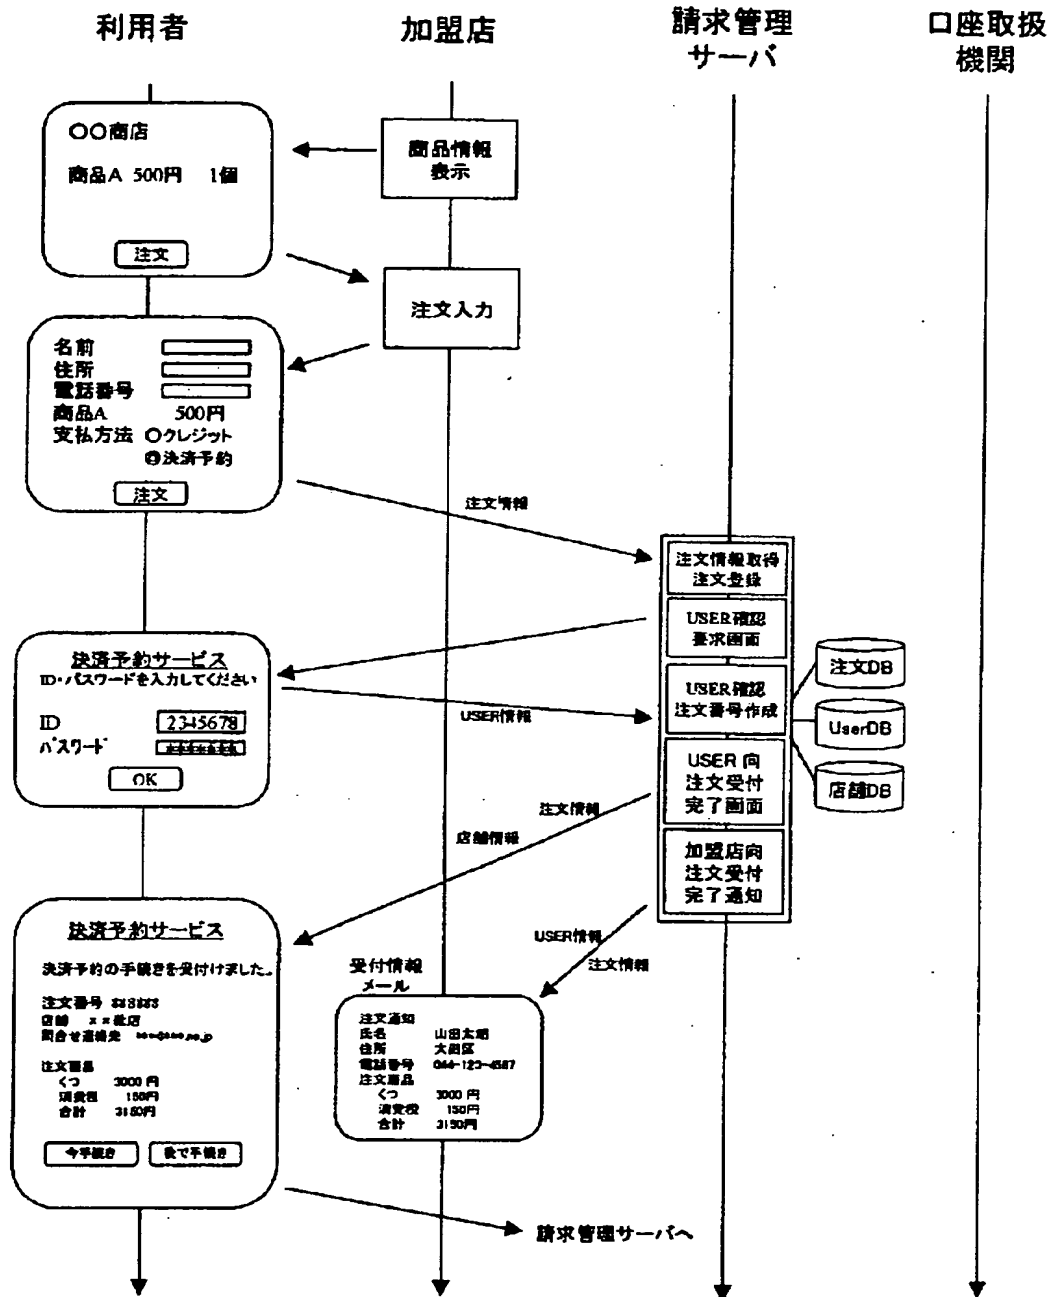 利用者
加盟店
請求管理
サーバ
口座取扱
機関
〇〇商店
商品A 500円 1個
注文
商品情報
表示
注文入力
名前
住所
電話番号
商品A 500円
支払方法 〇クレジット
◎決済予約
注文
注文情報
注文情報取得
注文登録
USER確認
要求画面
USER確認
注文番号作成
USER向
注文受付
完了画面
加盟店向
注文受付
完了通知
注文DB
UserDB
店舗DB
決済予約サービス
ID・パスワードを入力してください
ID 2345678
パスワード *******
OK
USER情報
注文情報
店舗情報
USER情報
注文情報
決済予約サービス
決済予約の手続きを受付けました。
注文番号
店舗 ××商店
問合せ連絡先
注文商品
くつ 3000円
消費税 150円
合計 3150円
今手続き
後で手続き
受付情報
メール
注文通知
氏名 山田太郎
住所 大田区
電話番号 044-123-4567
注文商品
くつ 3000円
消費税 150円
合計 3150円
請求管理サーバへ